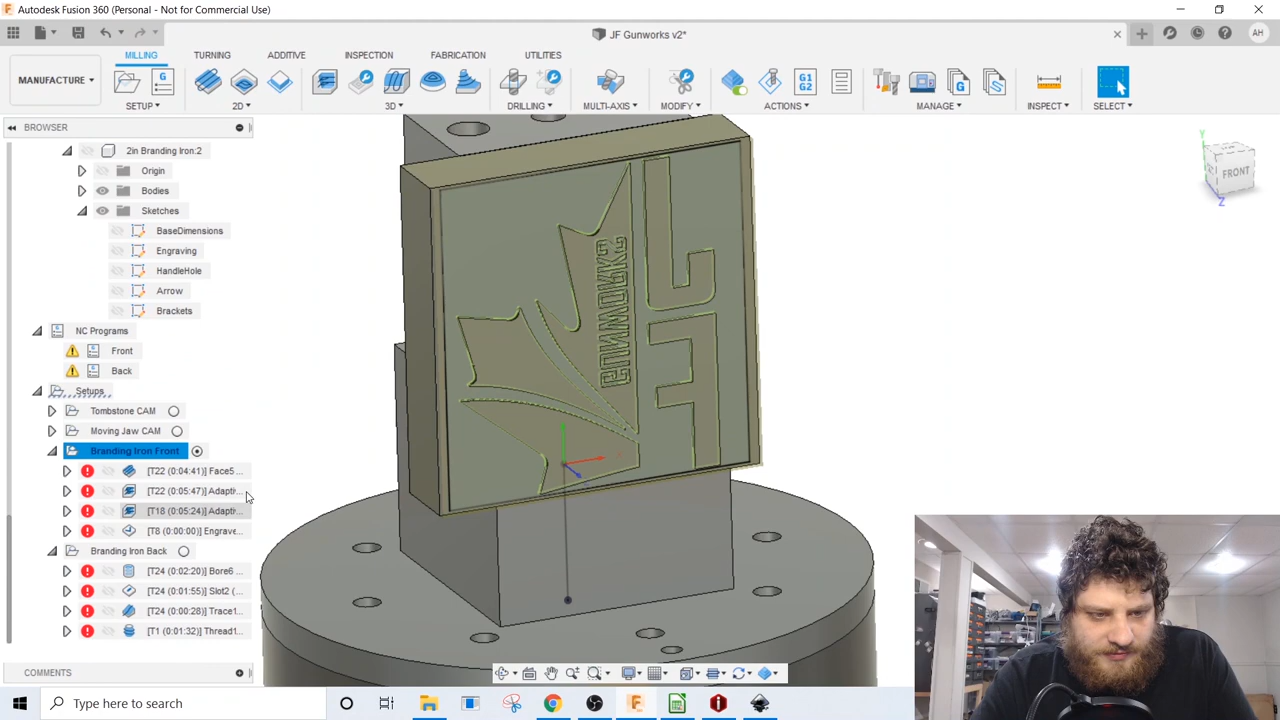 Autodesk Fusion 360 (Personal - Not for Commercial Use)
JF Gunworks v2*
AH
MANUFACTURE
MILLING TURNING ADDITIVE INSPECTION FABRICATION UTILITIES
SETUP 2D 3D DRILLING MULTI-AXIS MODIFY ACTIONS MANAGE INSPECT SELECT
G1
G2
BROWSER
2in Branding Iron:2
Origin
Bodies
Sketches
BaseDimensions
Engraving
HandleHole
Arrow
Brackets
NC Programs
Front
Back
Setups
Tombstone CAM
Moving Jaw CAM
Branding Iron Front
[T22 (0:04:41)] Face5 ...
[T22 (0:05:47)] Adapti...
[T18 (0:05:24)] Adapti...
[T8 (0:00:00)] Engrave...
Branding Iron Back
[T24 (0:02:20)] Bore6 ...
[T24 (0:01:55)] Slot2 (...
[T24 (0:00:28)] Trace1...
[T1 (0:01:32)] Thread1...
COMMENTS
JF
GUNWORKS
Y
FRONT
Z
Type here to search